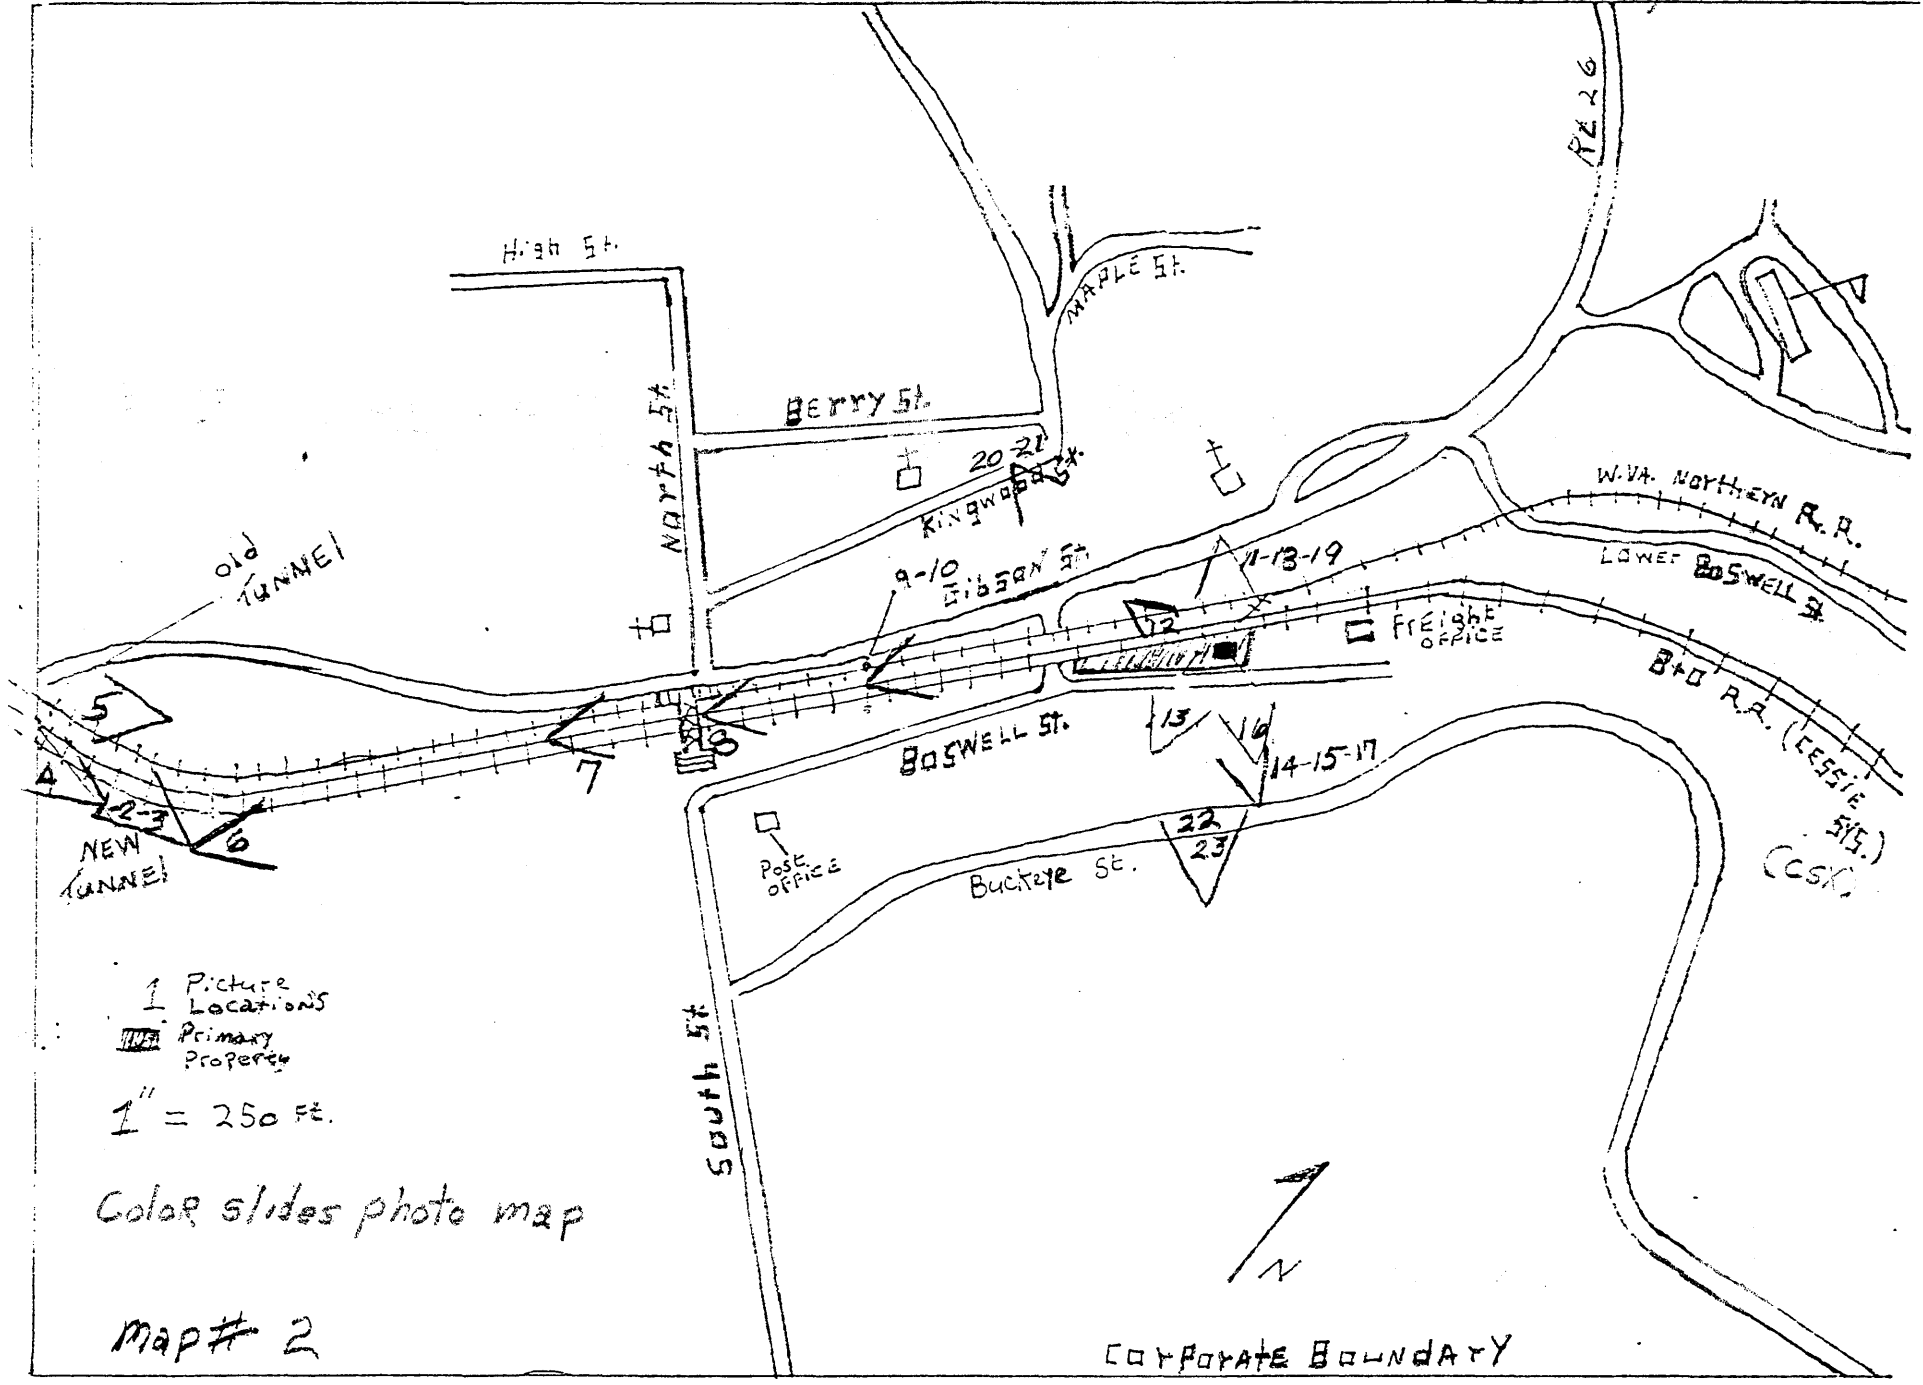 RE 26
High St.
MAPLE St.
BErry St.
North St.
20-21
Kingwood
W.VA. NortHErN R.R.
LOWER BOSWELL St.
old
TUNNEl
9-10
Gibson St
11-18-19
12
FrEight
OFFICE
B+O R.R. (CESSIE
SYS.)
(CSX)
5
4
1-2-3
6
7
8
NEW
TUNNEl
BOSWELL St.
13
16
14-15-17
22
23
Post
OFFICE
Buckeye St.
South St
1 Picture
Locations
Primary
Property
1" = 250 Ft.
Color slides photo map
Map# 2
N
CorPorAtE BOUNDArY